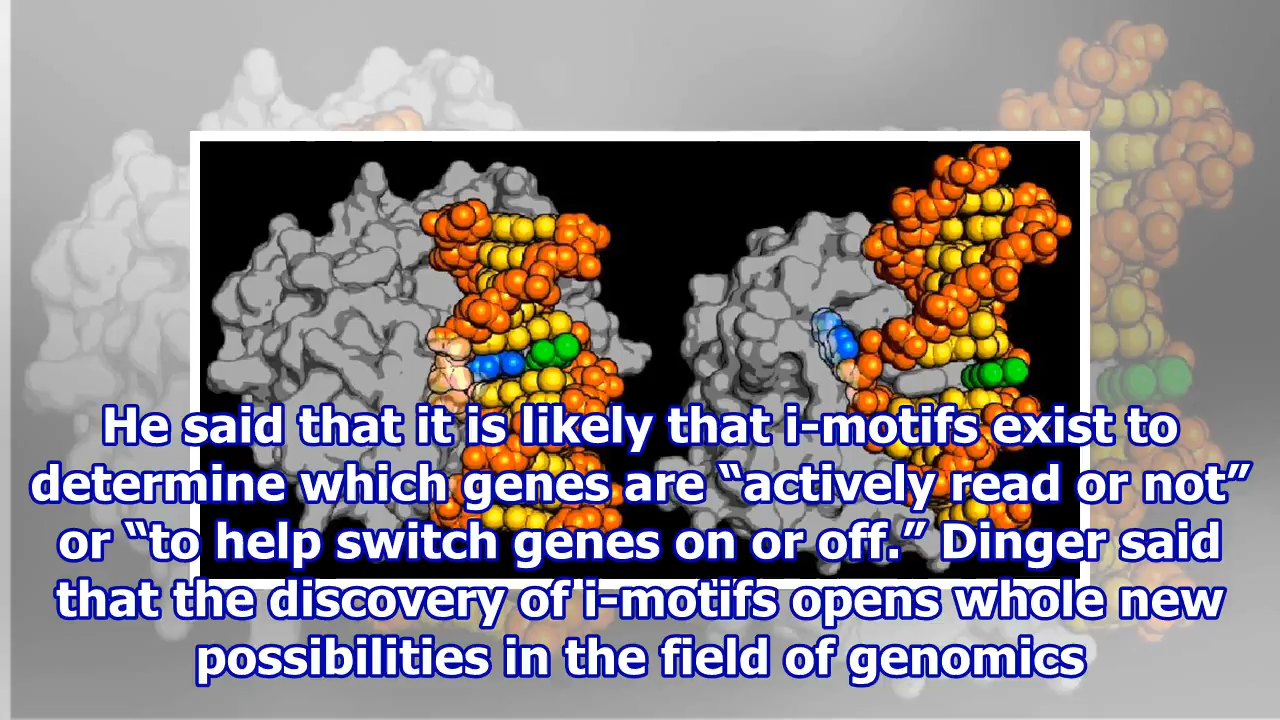 He said that it is likely that i-motifs exist to
determine which genes are “actively read or not”
or “to help switch genes on or off.” Dinger said
that the discovery of i-motifs opens whole new
possibilities in the field of genomics